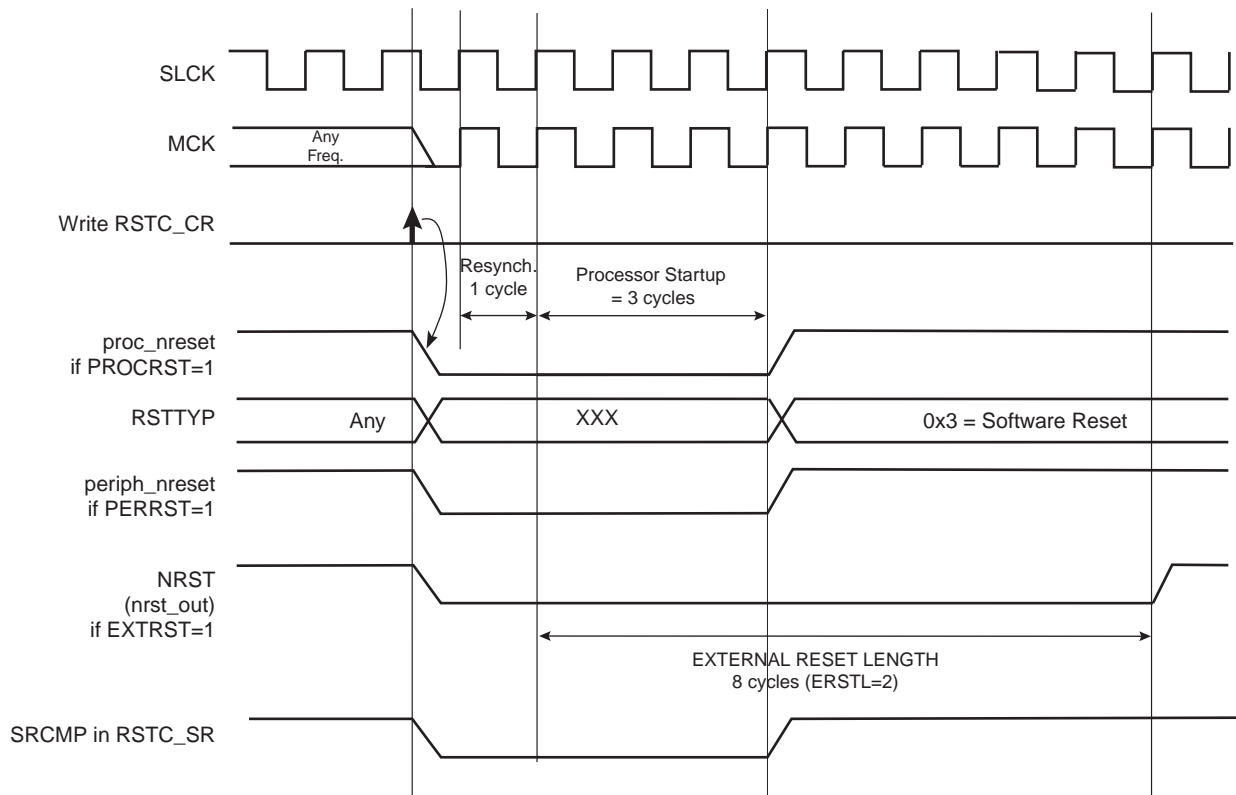 SLCK
MCK
Any
Freq.
Write RSTC_CR
Resynch.
1 cycle
Processor Startup
= 3 cycles
proc_nreset
if PROCRST=1
RSTTYP
Any
XXX
0x3 = Software Reset
periph_nreset
if PERRST=1
NRST
(nrst_out)
if EXTRST=1
EXTERNAL RESET LENGTH
8 cycles (ERSTL=2)
SRCMP in RSTC_SR